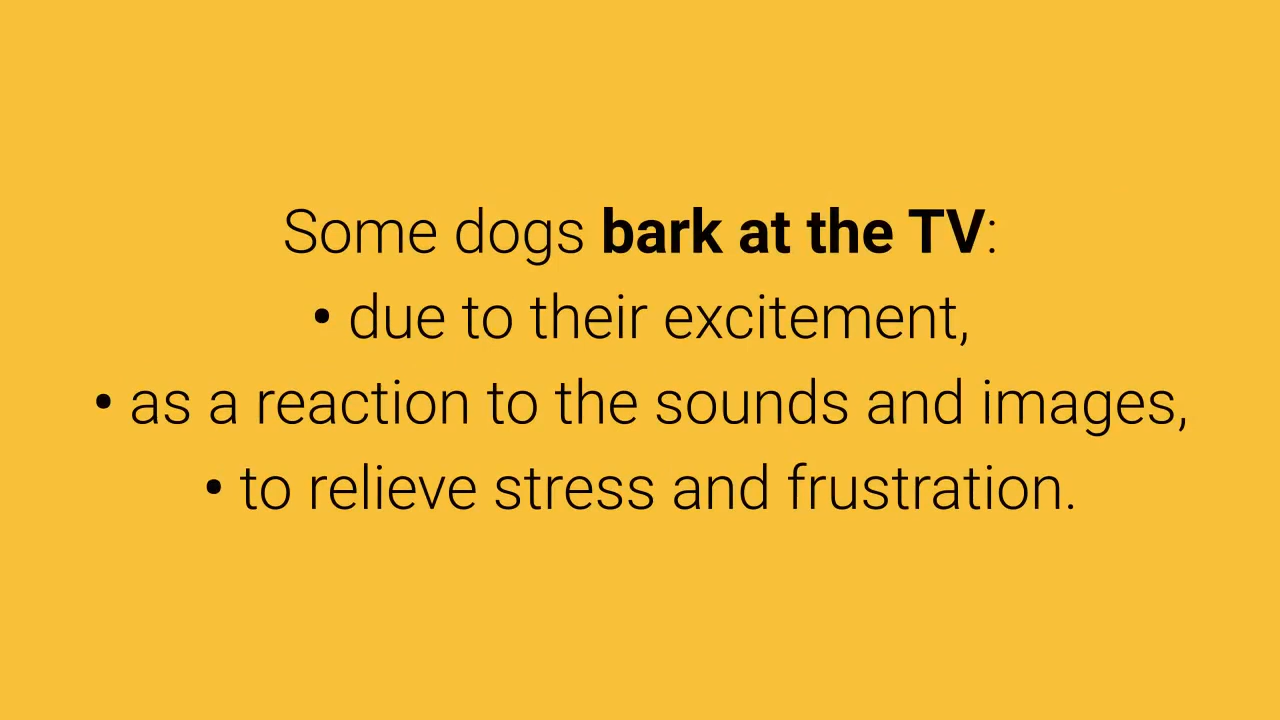 Some dogs bark at the TV:
• due to their excitement,
• as a reaction to the sounds and images,
• to relieve stress and frustration.